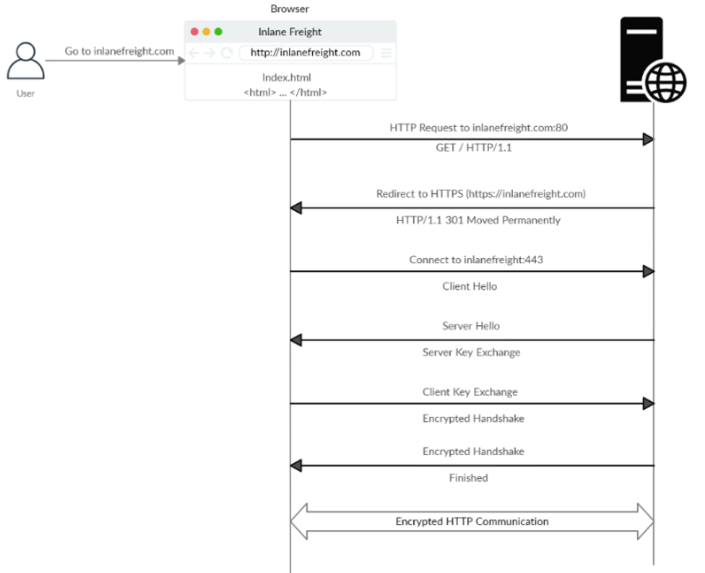 Browser
Inlane Freight
Go to inlanefreight.com
http://inlanefreight.com
User
Index.html
<html> ... </html>
HTTP Request to inlanefreight.com:80
GET / HTTP/1.1
Redirect to HTTPS (https://inlanefreight.com)
HTTP/1.1 301 Moved Permanently
Connect to inlanefreight:443
Client Hello
Server Hello
Server Key Exchange
Client Key Exchange
Encrypted Handshake
Encrypted Handshake
Finished
Encrypted HTTP Communication